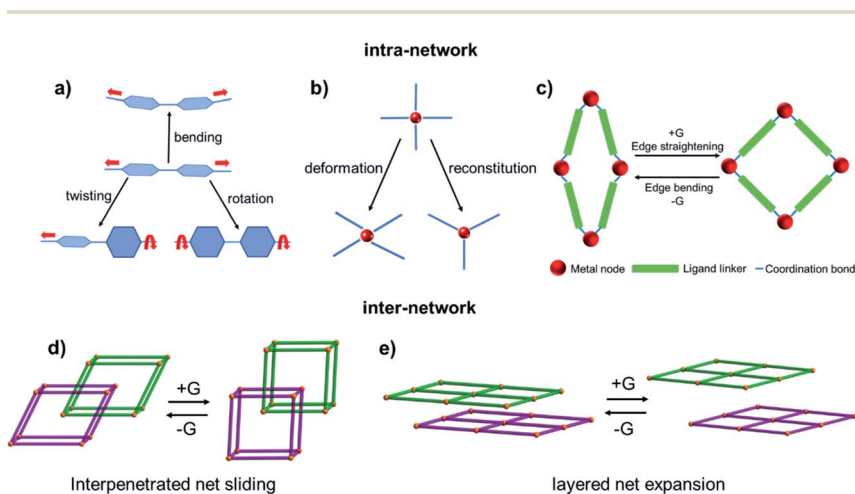 intra-network
a)
bending
twisting
rotation
b)
deformation
reconstitution
c)
+G
Edge straightening
Edge bending
-G
Metal node
Ligand linker
Coordination bond
inter-network
d)
+G
-G
Interpenetrated net sliding
e)
+G
-G
layered net expansion